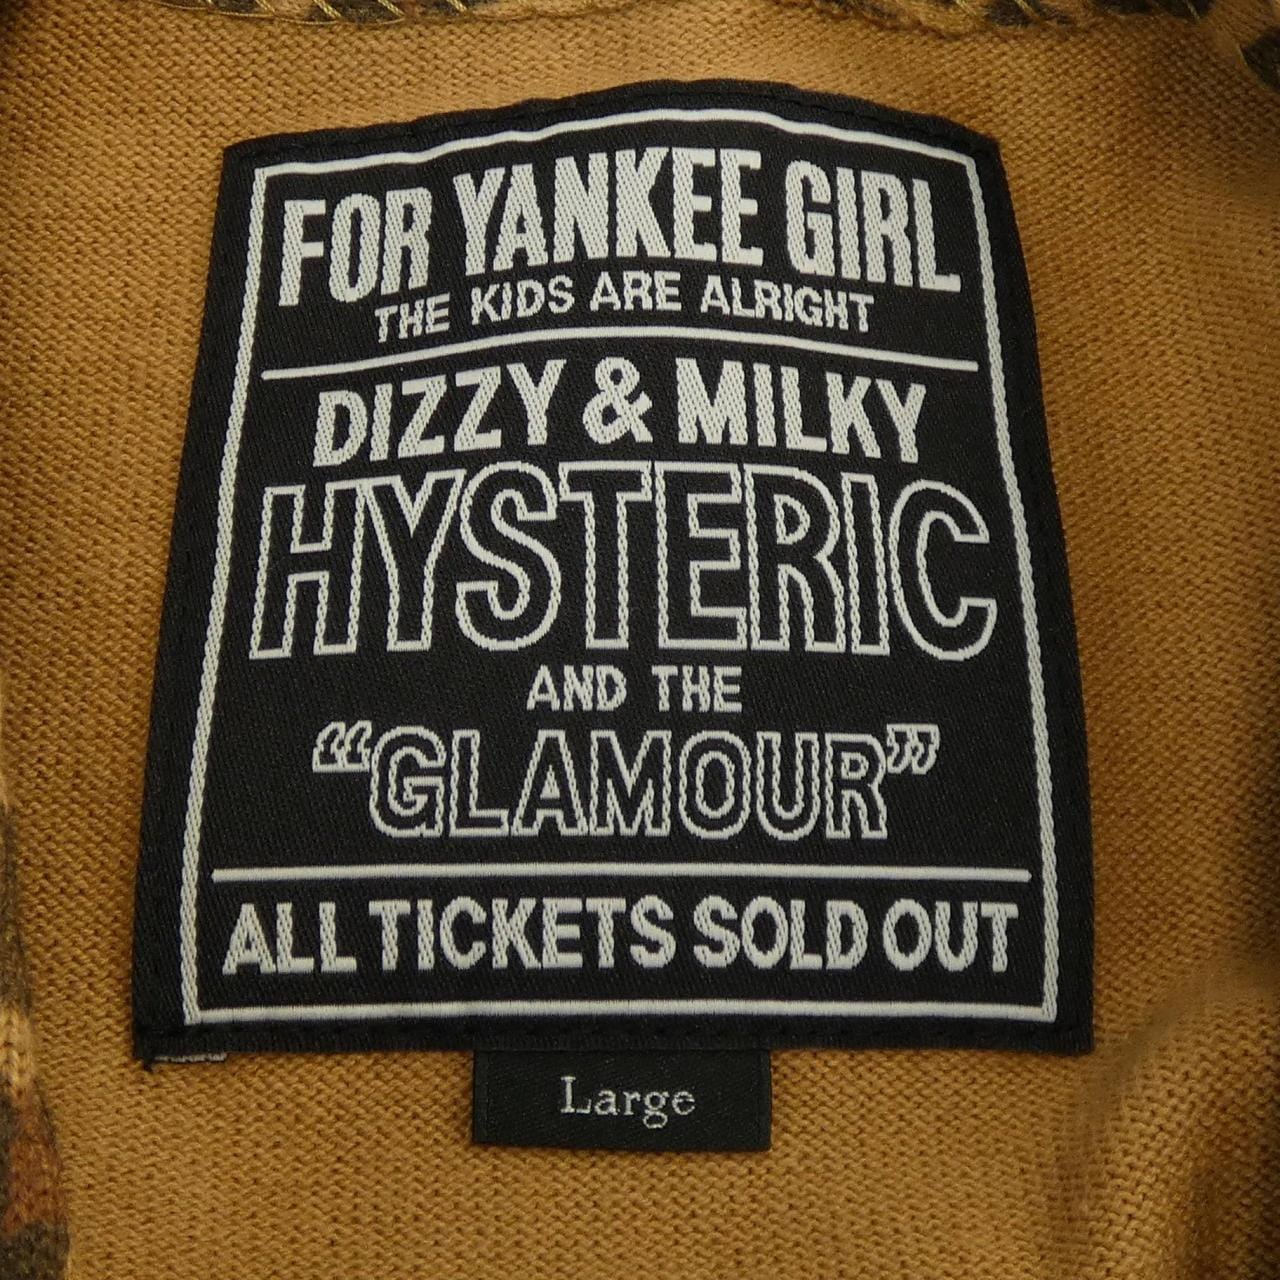 FOR YANKEE GIRL
THE KIDS ARE ALRIGHT
DIZZY & MILKY
HYSTERIC
AND THE
“GLAMOUR”
ALL TICKETS SOLD OUT
Large